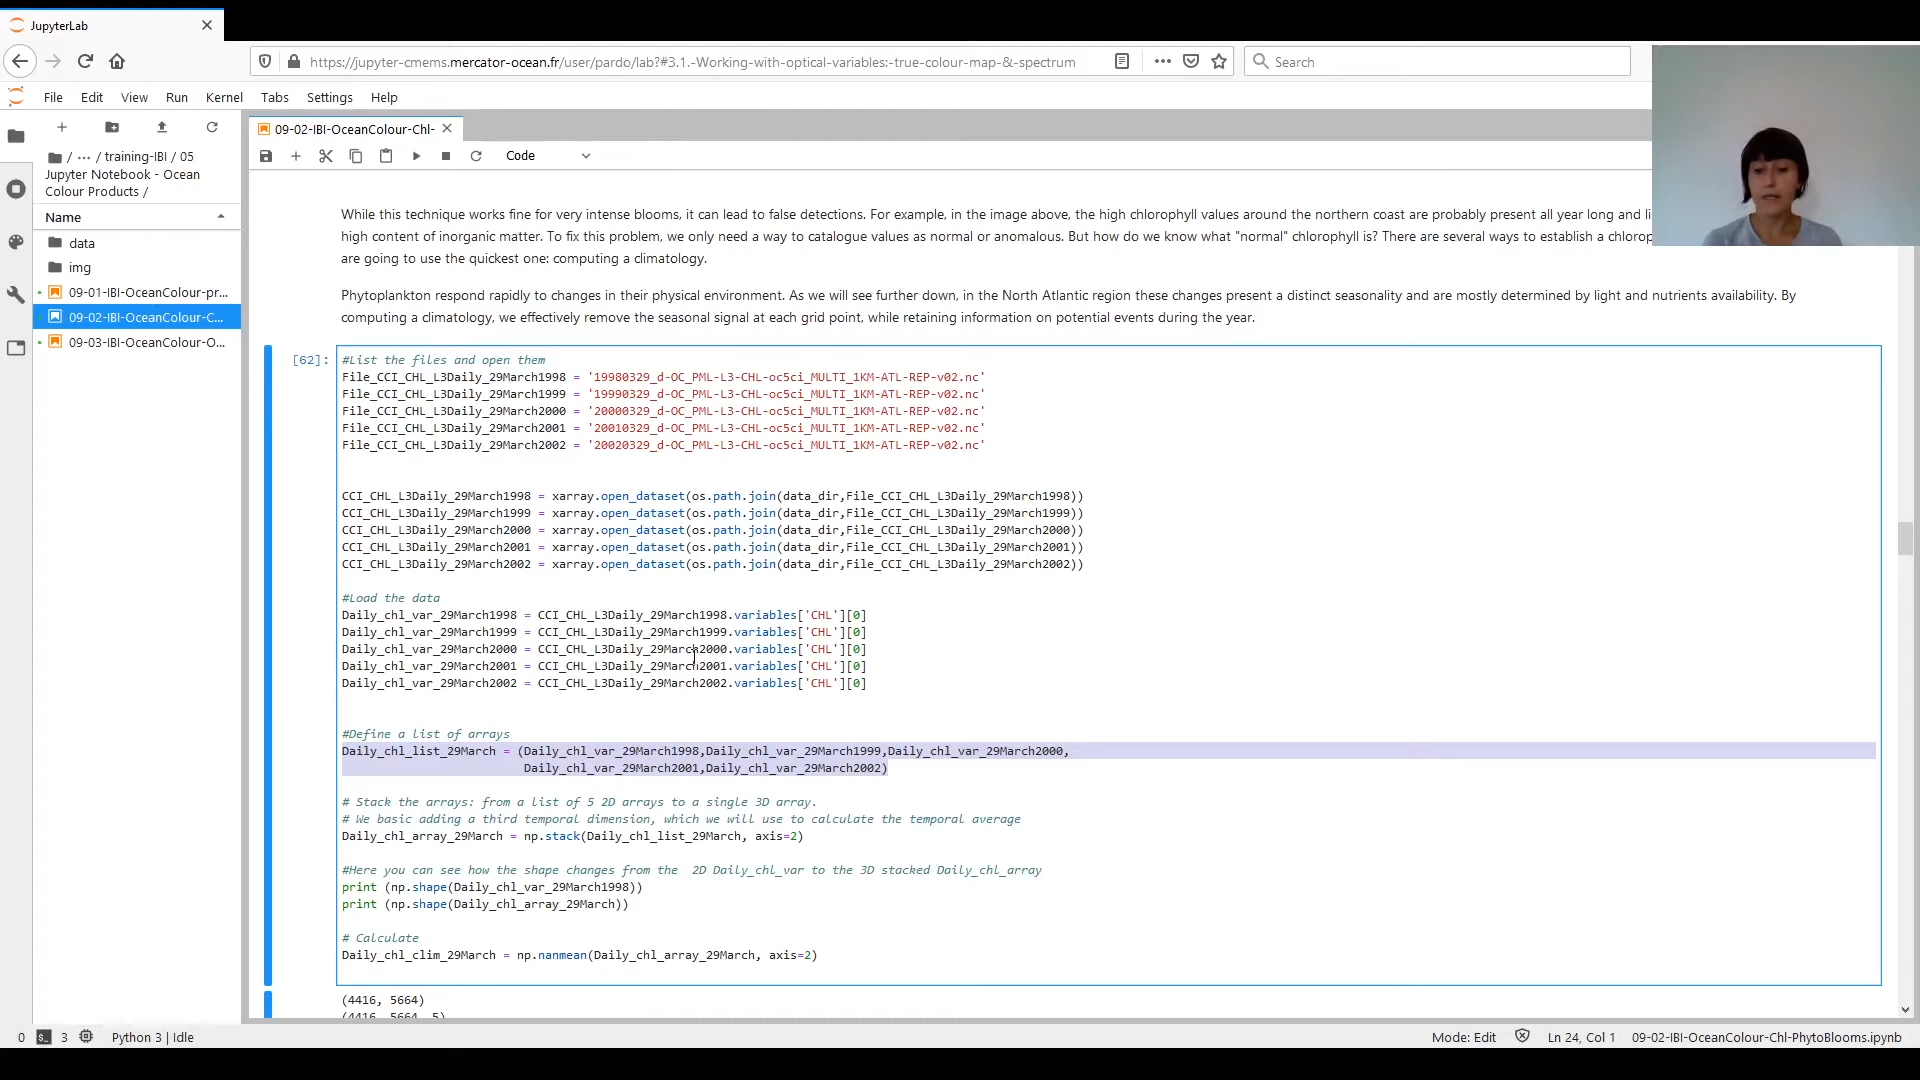 JupyterLab
https://jupyter-cmems.mercator-ocean.fr/user/pardo/lab?#3.1.-Working-with-optical-variables:-true-colour-map-&-spectrum
Search
File Edit View Run Kernel Tabs Settings Help
/ ··· / training-IBI / 05
Jupyter Notebook - Ocean
Colour Products /
Name
data
img
09-01-IBI-OceanColour-pr...
09-02-IBI-OceanColour-C...
09-03-IBI-OceanColour-O...
09-02-IBI-OceanColour-Chl-
Code
While this technique works fine for very intense blooms, it can lead to false detections. For example, in the image above, the high chlorophyll values around the northern coast are probably present all year long and li
high content of inorganic matter. To fix this problem, we only need a way to catalogue values as normal or anomalous. But how do we know what "normal" chlorophyll is? There are several ways to establish a chlorop
are going to use the quickest one: computing a climatology.
Phytoplankton respond rapidly to changes in their physical environment. As we will see further down, in the North Atlantic region these changes present a distinct seasonality and are mostly determined by light and nutrients availability. By
computing a climatology, we effectively remove the seasonal signal at each grid point, while retaining information on potential events during the year.
[62]:
#List the files and open them
File_CCI_CHL_L3Daily_29March1998 = '19980329_d-OC_PML-L3-CHL-oc5ci_MULTI_1KM-ATL-REP-v02.nc'
File_CCI_CHL_L3Daily_29March1999 = '19990329_d-OC_PML-L3-CHL-oc5ci_MULTI_1KM-ATL-REP-v02.nc'
File_CCI_CHL_L3Daily_29March2000 = '20000329_d-OC_PML-L3-CHL-oc5ci_MULTI_1KM-ATL-REP-v02.nc'
File_CCI_CHL_L3Daily_29March2001 = '20010329_d-OC_PML-L3-CHL-oc5ci_MULTI_1KM-ATL-REP-v02.nc'
File_CCI_CHL_L3Daily_29March2002 = '20020329_d-OC_PML-L3-CHL-oc5ci_MULTI_1KM-ATL-REP-v02.nc'
CCI_CHL_L3Daily_29March1998 = xarray.open_dataset(os.path.join(data_dir,File_CCI_CHL_L3Daily_29March1998))
CCI_CHL_L3Daily_29March1999 = xarray.open_dataset(os.path.join(data_dir,File_CCI_CHL_L3Daily_29March1999))
CCI_CHL_L3Daily_29March2000 = xarray.open_dataset(os.path.join(data_dir,File_CCI_CHL_L3Daily_29March2000))
CCI_CHL_L3Daily_29March2001 = xarray.open_dataset(os.path.join(data_dir,File_CCI_CHL_L3Daily_29March2001))
CCI_CHL_L3Daily_29March2002 = xarray.open_dataset(os.path.join(data_dir,File_CCI_CHL_L3Daily_29March2002))
#Load the data
Daily_chl_var_29March1998 = CCI_CHL_L3Daily_29March1998.variables['CHL'][0]
Daily_chl_var_29March1999 = CCI_CHL_L3Daily_29March1999.variables['CHL'][0]
Daily_chl_var_29March2000 = CCI_CHL_L3Daily_29March2000.variables['CHL'][0]
Daily_chl_var_29March2001 = CCI_CHL_L3Daily_29March2001.variables['CHL'][0]
Daily_chl_var_29March2002 = CCI_CHL_L3Daily_29March2002.variables['CHL'][0]
#Define a list of arrays
Daily_chl_list_29March = (Daily_chl_var_29March1998,Daily_chl_var_29March1999,Daily_chl_var_29March2000,
Daily_chl_var_29March2001,Daily_chl_var_29March2002)
# Stack the arrays: from a list of 5 2D arrays to a single 3D array.
# We basic adding a third temporal dimension, which we will use to calculate the temporal average
Daily_chl_array_29March = np.stack(Daily_chl_list_29March, axis=2)
#Here you can see how the shape changes from the  2D Daily_chl_var to the 3D stacked Daily_chl_array
print (np.shape(Daily_chl_var_29March1998))
print (np.shape(Daily_chl_array_29March))
# Calculate
Daily_chl_clim_29March = np.nanmean(Daily_chl_array_29March, axis=2)
(4416, 5664)
(4416, 5664, 5)
0 3 Python 3 | Idle Mode: Edit Ln 24, Col 1 09-02-IBI-OceanColour-Chl-PhytoBlooms.ipynb